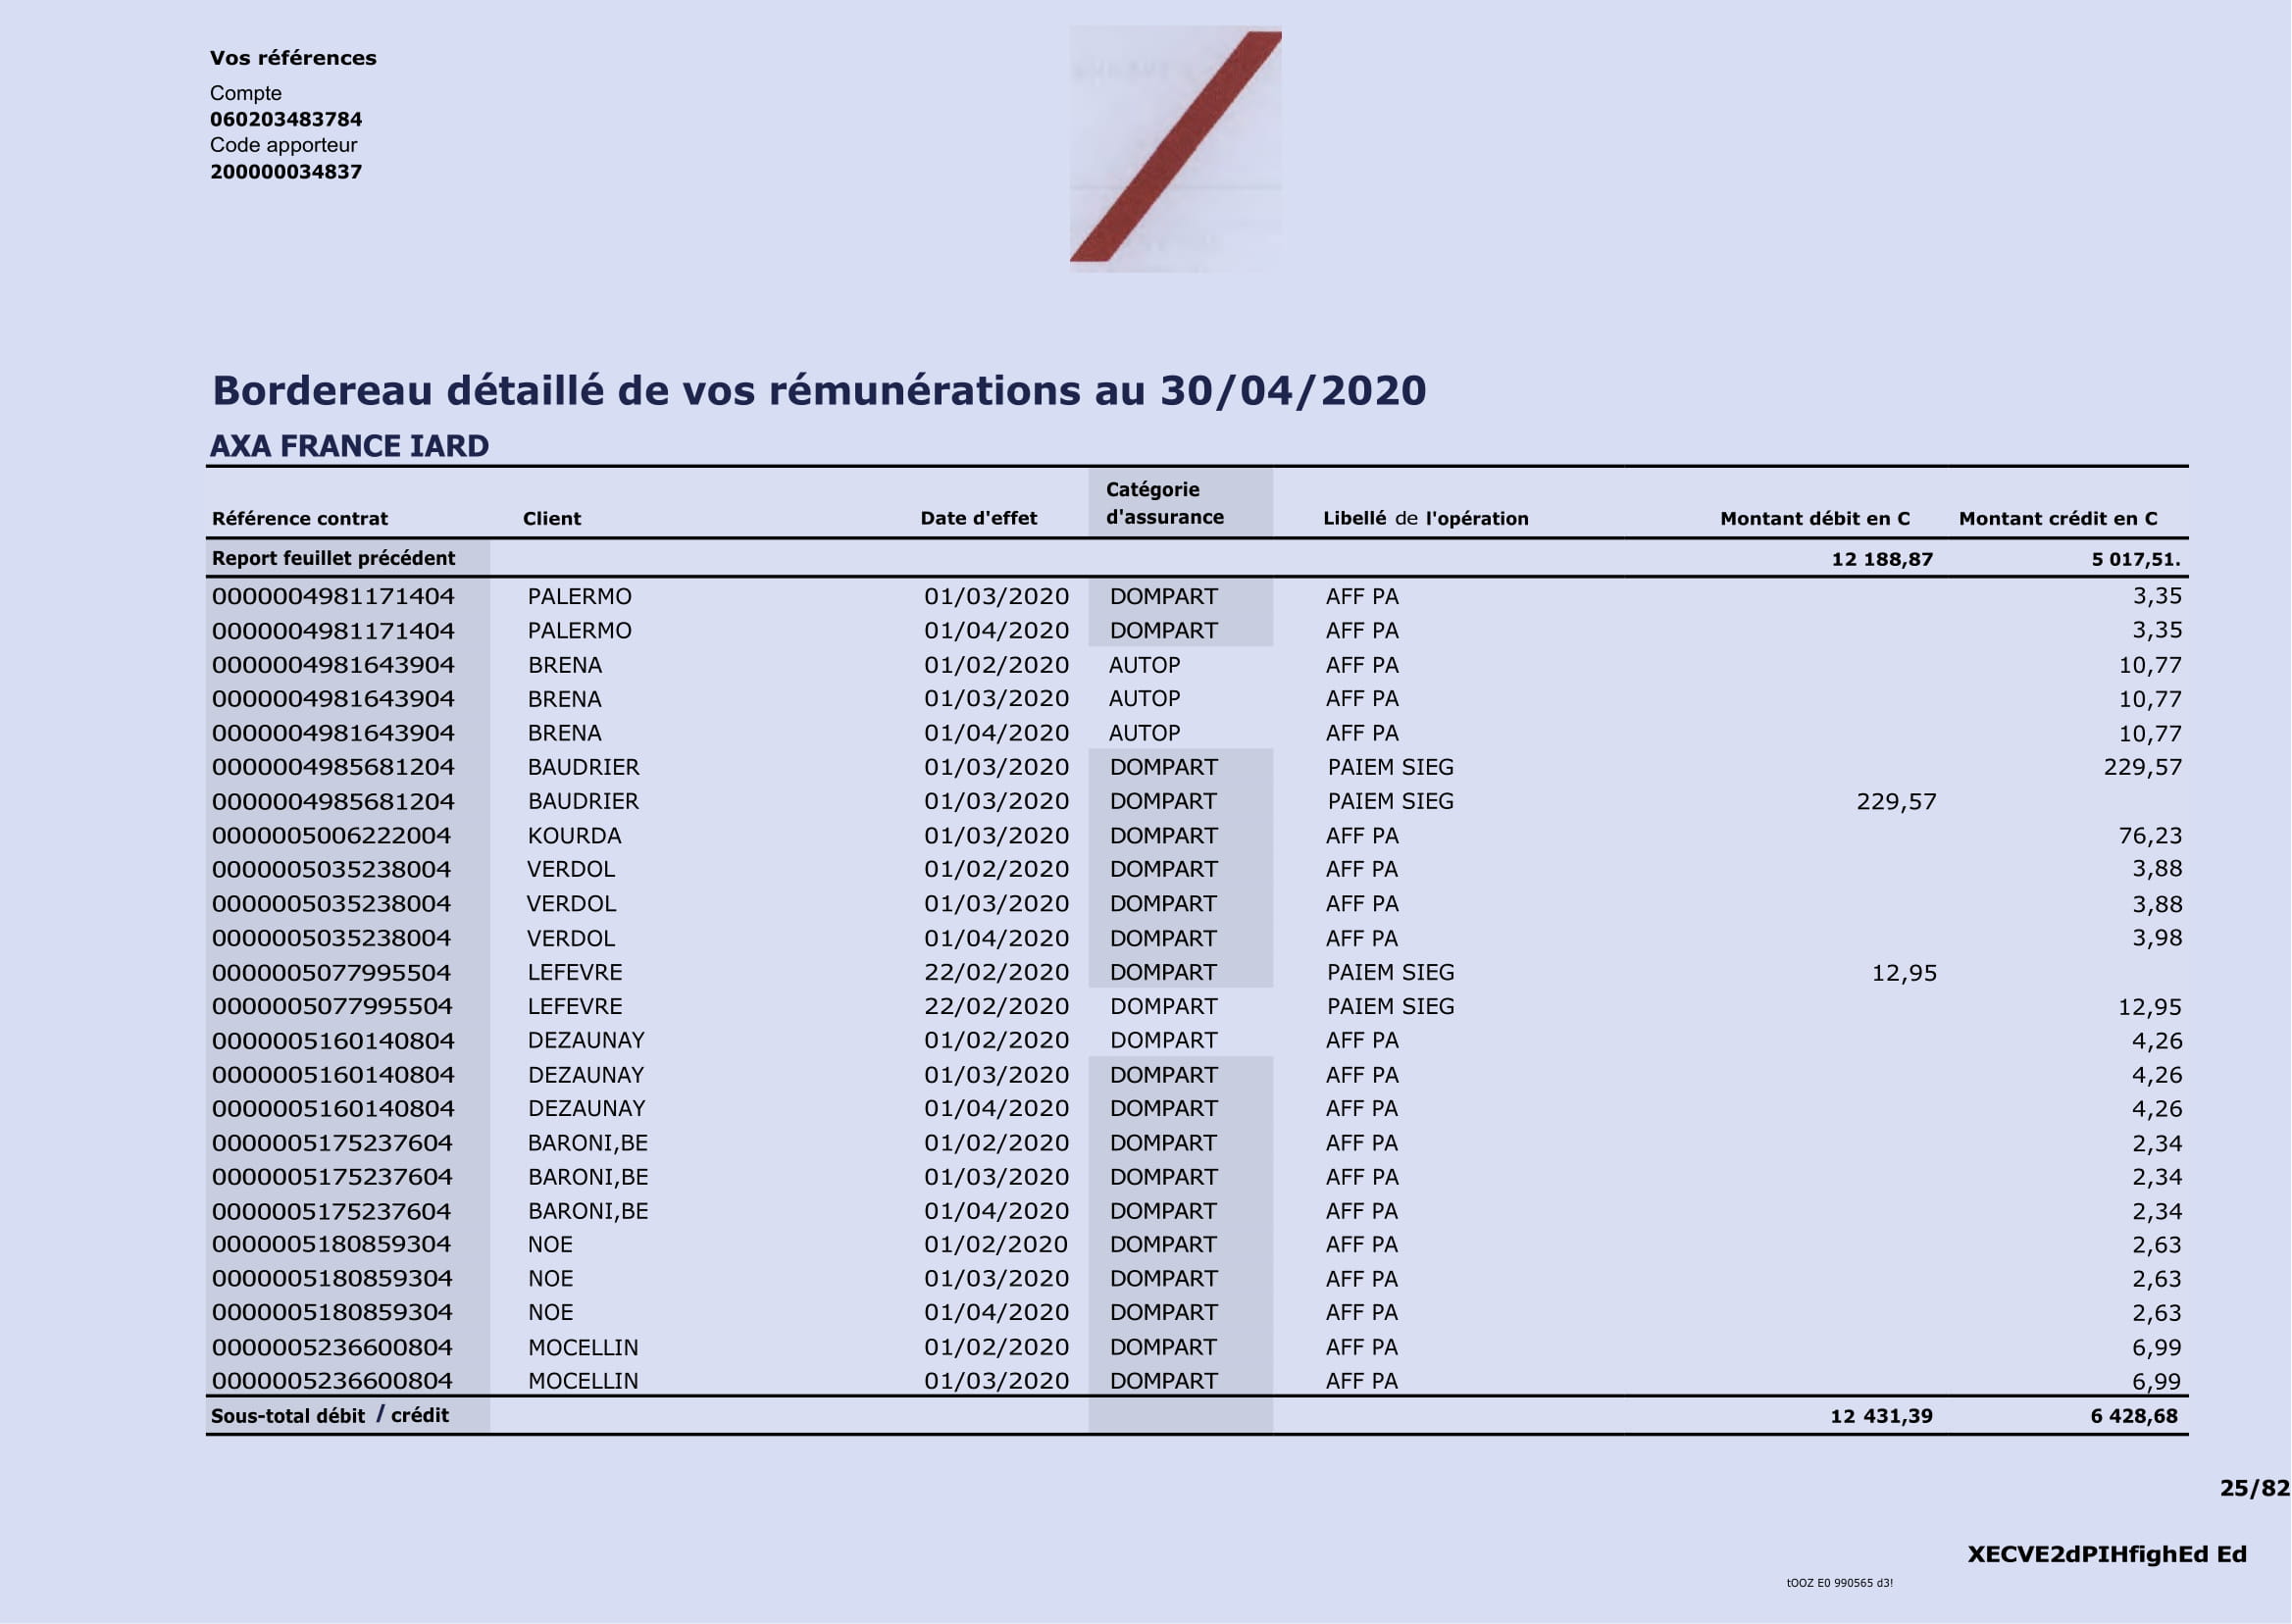 Vos références
Compte
060203483784
Code apporteur
200000034837
Bordereau détaillé de vos rémunérations au 30/04/2020
AXA FRANCE IARD
Référence contrat Client Date d'effet Catégorie d'assurance Libellé de l'opération Montant débit en C Montant crédit en C
Report feuillet précédent 12 188,87 5 017,51.
0000004981171404 PALERMO 01/03/2020 DOMPART AFF PA 3,35
0000004981171404 PALERMO 01/04/2020 DOMPART AFF PA 3,35
0000004981643904 BRENA 01/02/2020 AUTOP AFF PA 10,77
0000004981643904 BRENA 01/03/2020 AUTOP AFF PA 10,77
0000004981643904 BRENA 01/04/2020 AUTOP AFF PA 10,77
0000004985681204 BAUDRIER 01/03/2020 DOMPART PAIEM SIEG 229,57
0000004985681204 BAUDRIER 01/03/2020 DOMPART PAIEM SIEG 229,57
0000005006222004 KOURDA 01/03/2020 DOMPART AFF PA 76,23
0000005035238004 VERDOL 01/02/2020 DOMPART AFF PA 3,88
0000005035238004 VERDOL 01/03/2020 DOMPART AFF PA 3,88
0000005035238004 VERDOL 01/04/2020 DOMPART AFF PA 3,98
0000005077995504 LEFEVRE 22/02/2020 DOMPART PAIEM SIEG 12,95
0000005077995504 LEFEVRE 22/02/2020 DOMPART PAIEM SIEG 12,95
0000005160140804 DEZAUNAY 01/02/2020 DOMPART AFF PA 4,26
0000005160140804 DEZAUNAY 01/03/2020 DOMPART AFF PA 4,26
0000005160140804 DEZAUNAY 01/04/2020 DOMPART AFF PA 4,26
0000005175237604 BARONI,BE 01/02/2020 DOMPART AFF PA 2,34
0000005175237604 BARONI,BE 01/03/2020 DOMPART AFF PA 2,34
0000005175237604 BARONI,BE 01/04/2020 DOMPART AFF PA 2,34
0000005180859304 NOE 01/02/2020 DOMPART AFF PA 2,63
0000005180859304 NOE 01/03/2020 DOMPART AFF PA 2,63
0000005180859304 NOE 01/04/2020 DOMPART AFF PA 2,63
0000005236600804 MOCELLIN 01/02/2020 DOMPART AFF PA 6,99
0000005236600804 MOCELLIN 01/03/2020 DOMPART AFF PA 6,99
Sous-total débit / crédit 12 431,39 6 428,68
25/82
XECVE2dPIHfighEd Ed
tOOZ E0 990565 d3!